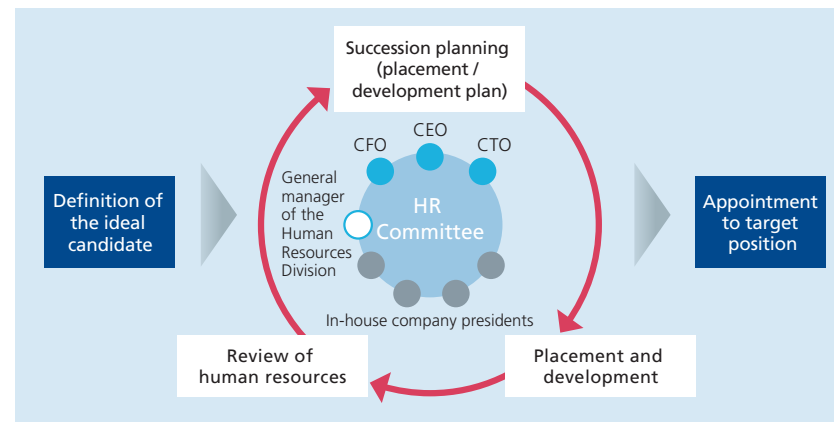 Succession planning
(placement /
development plan)
CEO
CFO
CTO
General
manager
of the
Human
Resources
Division
HR
Committee
In-house company presidents
Definition of
the ideal
candidate
Appointment
to target
position
Review of
human resources
Placement and
development